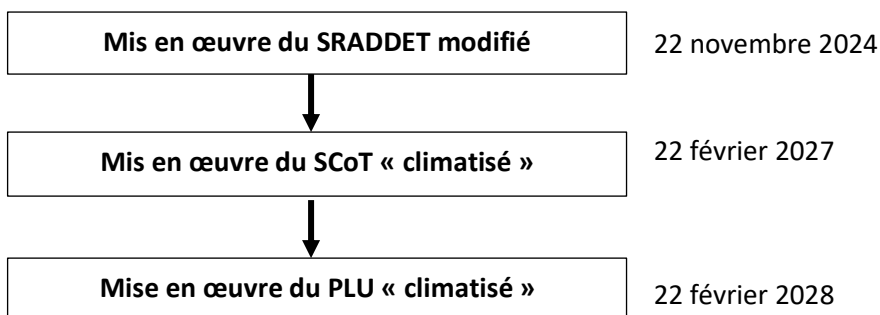 Mis en œuvre du SRADDET modifié
22 novembre 2024
Mis en œuvre du SCoT « climatisé »
22 février 2027
Mise en œuvre du PLU « climatisé »
22 février 2028